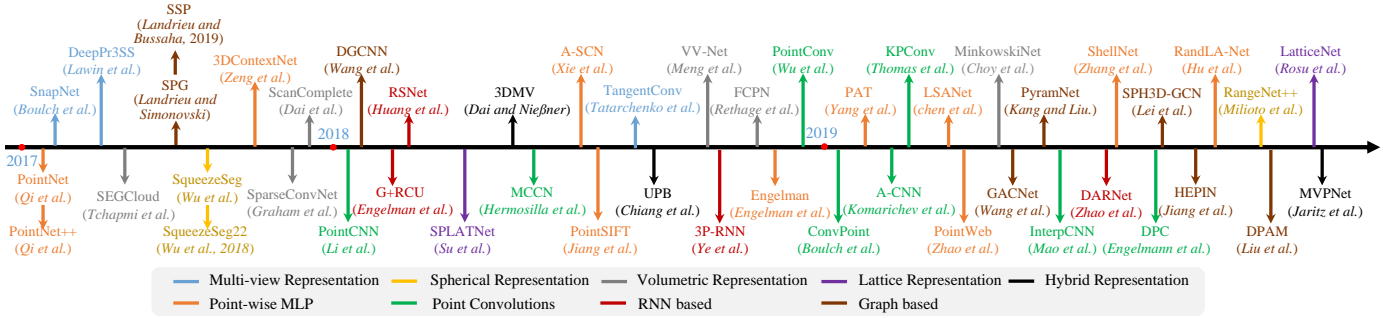 SSP
(Landrieu and
Bussaha, 2019)
DeepPr3SS
(Lawin et al.)
SnapNet
(Boulch et al.)
SPG
(Landrieu and
Simonovski)
3DContextNet
(Zeng et al.)
ScanComplete
(Dai et al.)
DGCNN
(Wang et al.)
RSNet
(Huang et al.)
3DMV
(Dai and Nießner)
A-SCN
(Xie et al.)
TangentConv
(Tatarchenko et al.)
VV-Net
(Meng et al.)
FCPN
(Rethage et al.)
PointConv
(Wu et al.)
PAT
(Yang et al.)
KPConv
(Thomas et al.)
LSANet
(chen et al.)
MinkowskiNet
(Choy et al.)
PyramNet
(Kang and Liu.)
ShellNet
(Zhang et al.)
SPH3D-GCN
(Lei et al.)
RandLA-Net
(Hu et al.)
RangeNet++
(Milioto et al.)
LatticeNet
(Rosu et al.)
2017
2018
2019
PointNet
(Qi et al.)
PointNet++
(Qi et al.)
SEGCloud
(Tchapmi et al.)
SqueezeSeg
(Wu et al.)
SqueezeSeg22
(Wu et al., 2018)
SparseConvNet
(Graham et al.)
PointCNN
(Li et al.)
G+RCU
(Engelman et al.)
SPLATNet
(Su et al.)
MCCN
(Hermosilla et al.)
PointSIFT
(Jiang et al.)
UPB
(Chiang et al.)
3P-RNN
(Ye et al.)
Engelman
(Engelman et al.)
ConvPoint
(Boulch et al.)
A-CNN
(Komarichev et al.)
PointWeb
(Zhao et al.)
GACNet
(Wang et al.)
InterpCNN
(Mao et al.)
DARNet
(Zhao et al.)
DPC
(Engelmann et al.)
HEPIN
(Jiang et al.)
DPAM
(Liu et al.)
MVPNet
(Jaritz et al.)
Multi-view Representation
Spherical Representation
Volumetric Representation
Lattice Representation
Hybrid Representation
Point-wise MLP
Point Convolutions
RNN based
Graph based